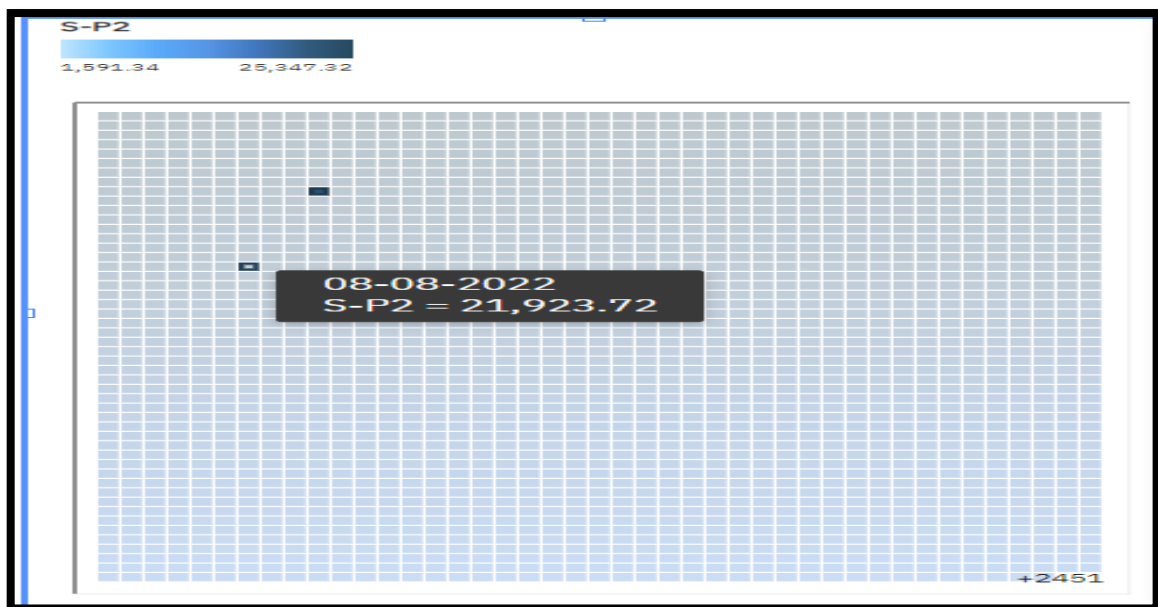 S-P2
1,591.34 25,347.32
08-08-2022
S-P2 = 21,923.72
+2451